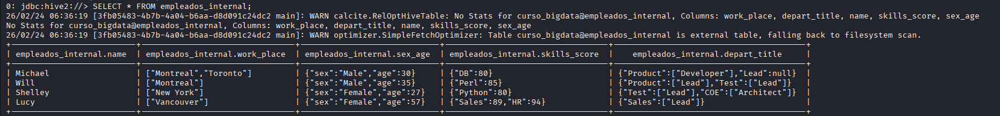 0: jdbc:hive2://> SELECT * FROM empleados_internal;
26/02/24 06:36:19 [3fb05483-4b7b-4a04-b6aa-d8d091c24dc2 main]: WARN calcite.RelOptHiveTable: No Stats for curso_bigdata@empleados_internal, Columns: work_place, depart_title, name, skills_score, sex_age
No Stats for curso_bigdata@empleados_internal, Columns: work_place, depart_title, name, skills_score, sex_age
26/02/24 06:36:19 [3fb05483-4b7b-4a04-b6aa-d8d091c24dc2 main]: WARN optimizer.SimpleFetchOptimizer: Table curso_bigdata@empleados_internal is external table, falling back to filesystem scan.
| empleados_internal.name | empleados_internal.work_place | empleados_internal.sex_age | empleados_internal.skills_score | empleados_internal.depart_title |
| Michael | ["Montreal","Toronto"] | {"sex":"Male","age":30} | {"DB":80} | {"Product":["Developer"],"Lead":null} |
| Will | ["Montreal"] | {"sex":"Male","age":35} | {"Perl":85} | {"Product":["Lead"],"Test":["Lead"]} |
| Shelley | ["New York"] | {"sex":"Female","age":27} | {"Python":80} | {"Test":["Lead"],"COE":["Architect"]} |
| Lucy | ["Vancouver"] | {"sex":"Female","age":57} | {"Sales":89,"HR":94} | {"Sales":["Lead"]} |